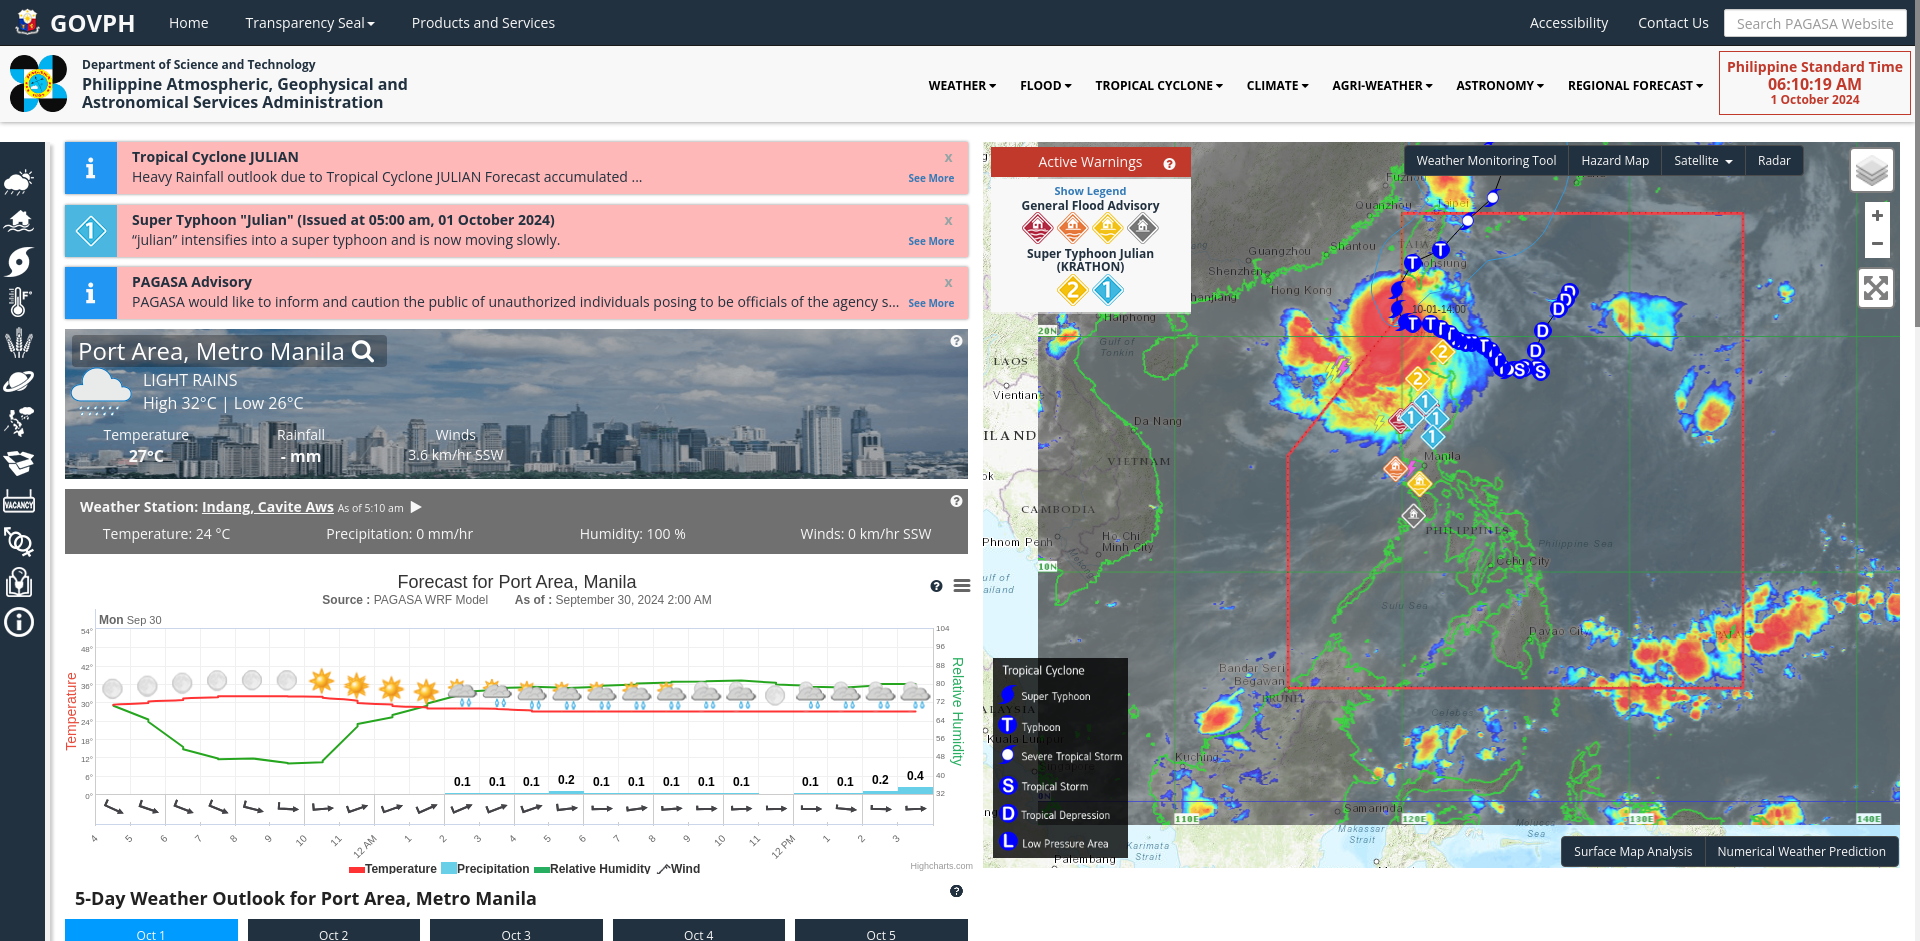 GOVPH
Home
Transparency Seal
Products and Services
Accessibility
Contact Us
Search PAGASA Website
Department of Science and Technology
Philippine Atmospheric, Geophysical and
Astronomical Services Administration
WEATHER
FLOOD
TROPICAL CYCLONE
CLIMATE
AGRI-WEATHER
ASTRONOMY
REGIONAL FORECAST
Philippine Standard Time
06:10:19 AM
1 October 2024
Tropical Cyclone JULIAN
x
Heavy Rainfall outlook due to Tropical Cyclone JULIAN Forecast accumulated ...
See More
Super Typhoon "Julian" (Issued at 05:00 am, 01 October 2024)
x
“julian” intensifies into a super typhoon and is now moving slowly.
See More
PAGASA Advisory
x
PAGASA would like to inform and caution the public of unauthorized individuals posing to be officials of the agency s...
See More
Port Area, Metro Manila
LIGHT RAINS
High 32°C | Low 26°C
Temperature
Rainfall
Winds
27°C
- mm
3.6 km/hr SSW
Weather Station: Indang, Cavite Aws As of 5:10 am
Temperature: 24 °C
Precipitation: 0 mm/hr
Humidity: 100 %
Winds: 0 km/hr SSW
Forecast for Port Area, Manila
Source : PAGASA WRF Model As of : September 30, 2024 2:00 AM
Mon Sep 30
Temperature
54°
48°
42°
36°
30°
24°
18°
12°
6°
0°
Relative Humidity
104
96
88
80
72
64
56
48
40
32
0.1 0.1 0.1 0.2 0.1 0.1 0.1 0.1 0.1 0.1 0.1 0.2 0.4
4 5 6 7 8 9 10 11 12 AM 1 2 3 4 5 6 7 8 9 10 11 12 PM 1 2 3
Temperature Precipitation Relative Humidity Wind
Highcharts.com
5-Day Weather Outlook for Port Area, Metro Manila
Oct 1
Oct 2
Oct 3
Oct 4
Oct 5
VACANCY
Active Warnings
Show Legend
General Flood Advisory
Super Typhoon Julian
(KRATHON)
2
1
Weather Monitoring Tool
Hazard Map
Satellite
Radar
+
−
Quanzhou
Taipei
Guangzhou
Shantou
Shenzhen
Hong Kong
Haiphong
Gulf of
Tonkin
10-01-14:00
20N
LAOS
Vientian
Da Nang
ILAND
VIETNAM
Manila
CAMBODIA
PHILIPPINES
Phnom Penh
Ho Chi
Minh City
Philippine Sea
Cebu City
10N
ulf of
ailand
Sulu Sea
Davao City
PALAU
Bandar Seri
Begawan
BRUNEI
Celebes
Kuala Lumpur
Kuching
Samarinda
110E
120E
130E
140E
Makassar
Strait
Karimata
Strait
Palembang
Tropical Cyclone
Super Typhoon
T Typhoon
Severe Tropical Storm
S Tropical Storm
D Tropical Depression
L Low Pressure Area
Surface Map Analysis
Numerical Weather Prediction